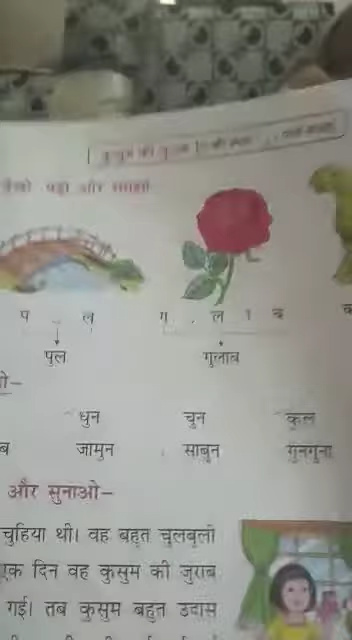 देखो पढ़ो और समझो
प ु ल
ग ु ल ा ब
पुल
गुलाब
धुन चुन कुल
जामुन साबुन गुनगुना
और सुनाओ–
चुहिया थी। वह बहुत चुलबुली
एक दिन वह कुसुम की जुराब
गई। तब कुसुम बहुत उदास